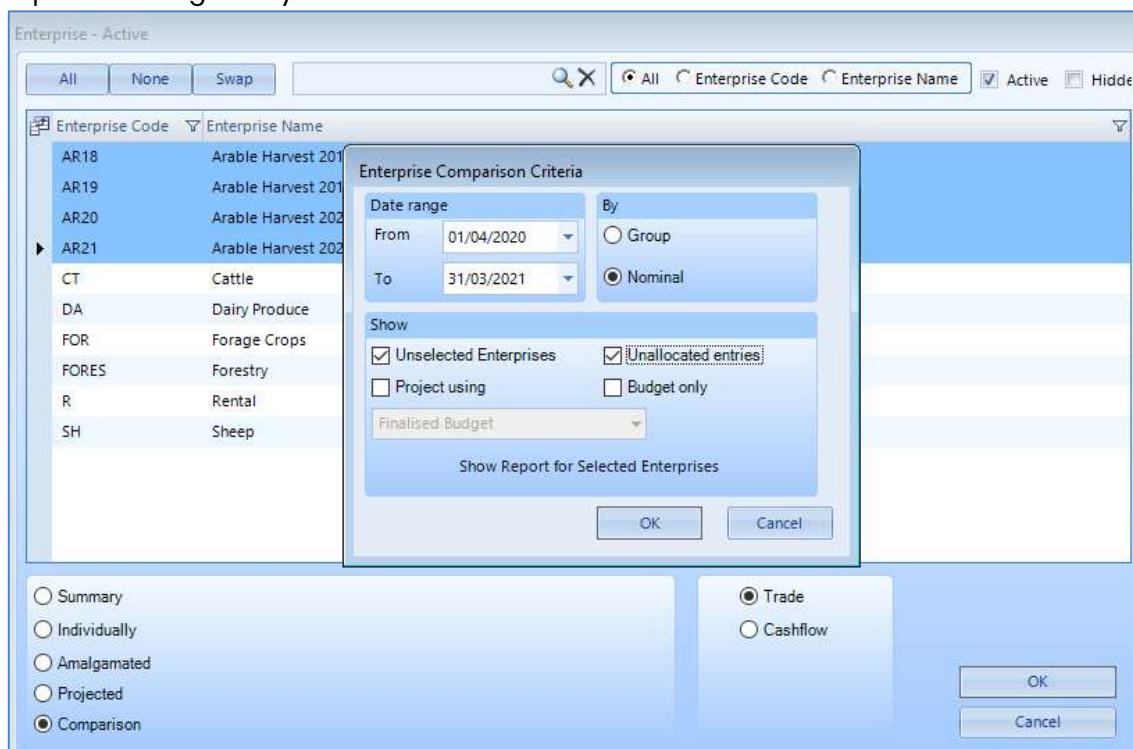 Enterprise - Active
All None Swap All Enterprise Code Enterprise Name Active Hidde
Enterprise Code Enterprise Name
AR18 Arable Harvest 201
AR19 Arable Harvest 201
AR20 Arable Harvest 202
AR21 Arable Harvest 202
CT Cattle
DA Dairy Produce
FOR Forage Crops
FORES Forestry
R Rental
SH Sheep
Enterprise Comparison Criteria
Date range By
From 01/04/2020 Group
To 31/03/2021 Nominal
Show
Unselected Enterprises Unallocated entries
Project using Budget only
Finalised Budget
Show Report for Selected Enterprises
OK Cancel
Summary Trade
Individually Cashflow
Amalgamated
Projected OK
Comparison Cancel